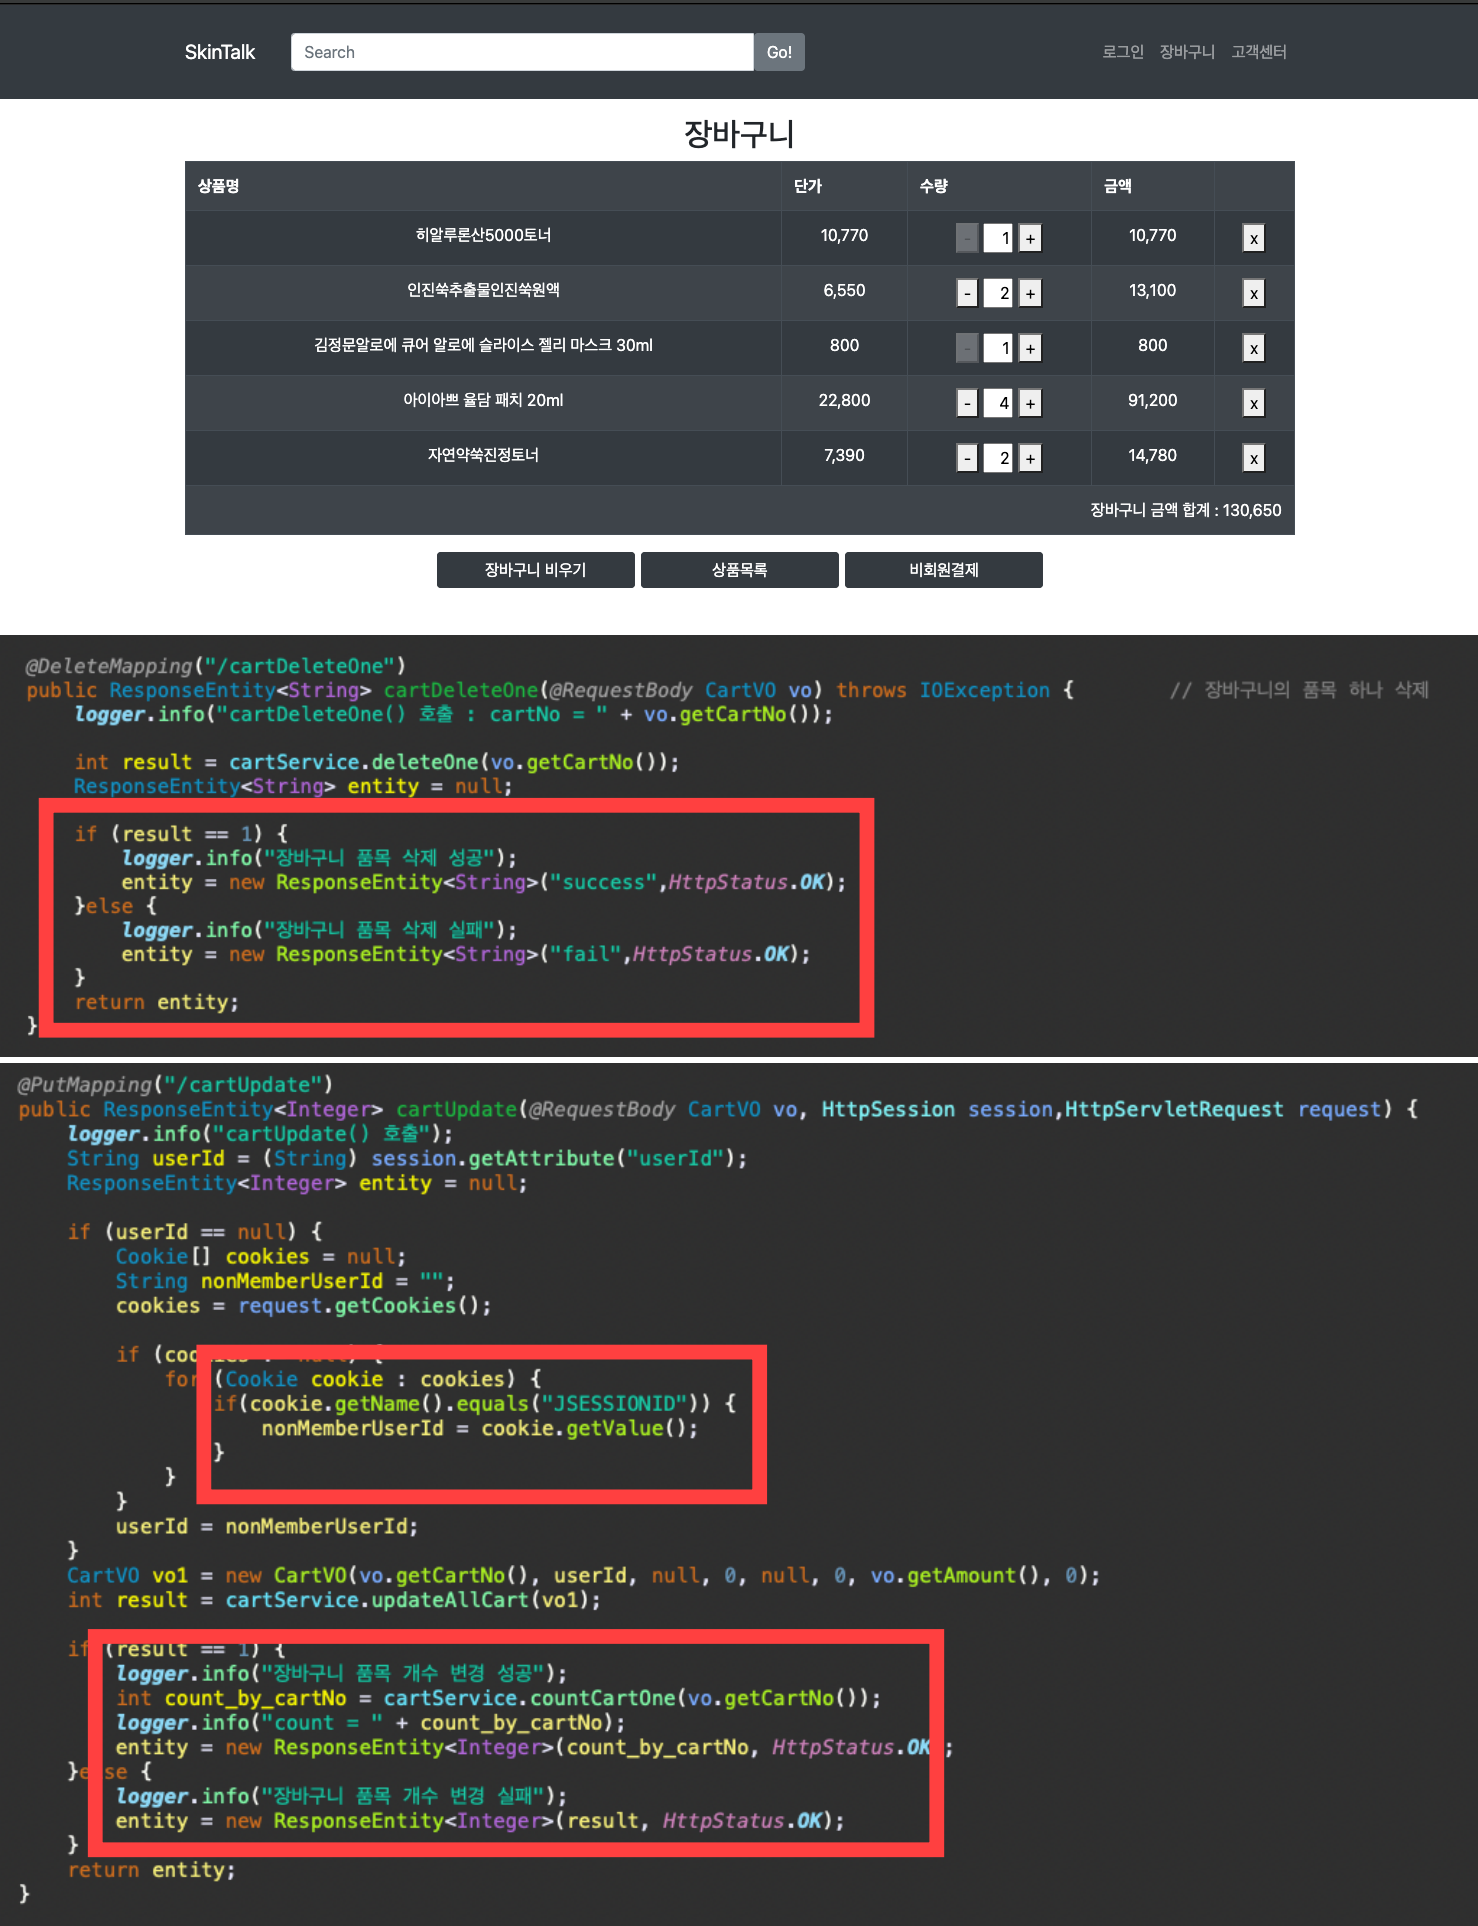 SkinTalk Search Go! 로그인 장바구니 고객센터
장바구니
상품명 단가 수량 금액
히알루론산5000토너 10,770 - 1 + 10,770 x
인진쑥추출물인진쑥원액 6,550 - 2 + 13,100 x
김정문알로에 큐어 알로에 슬라이스 젤리 마스크 30ml 800 - 1 + 800 x
아이아쁘 율담 패치 20ml 22,800 - 4 + 91,200 x
자연약쑥진정토너 7,390 - 2 + 14,780 x
장바구니 금액 합계 : 130,650
장바구니 비우기 상품목록 비회원결제
@DeleteMapping("/cartDeleteOne")
public ResponseEntity<String> cartDeleteOne(@RequestBody CartVO vo) throws IOException { // 장바구니의 품목 하나 삭제
logger.info("cartDeleteOne() 호출 : cartNo = " + vo.getCartNo());
int result = cartService.deleteOne(vo.getCartNo());
ResponseEntity<String> entity = null;
if (result == 1) {
logger.info("장바구니 품목 삭제 성공");
entity = new ResponseEntity<String>("success",HttpStatus.OK);
}else {
logger.info("장바구니 품목 삭제 실패");
entity = new ResponseEntity<String>("fail",HttpStatus.OK);
}
return entity;
}
@PutMapping("/cartUpdate")
public ResponseEntity<Integer> cartUpdate(@RequestBody CartVO vo, HttpSession session,HttpServletRequest request) {
logger.info("cartUpdate() 호출");
String userId = (String) session.getAttribute("userId");
ResponseEntity<Integer> entity = null;
if (userId == null) {
Cookie[] cookies = null;
String nonMemberUserId = "";
cookies = request.getCookies();
if (
for (Cookie cookie : cookies) {
if(cookie.getName().equals("JSESSIONID")) {
nonMemberUserId = cookie.getValue();
}
}
}
userId = nonMemberUserId;
}
CartVO vo1 = new CartVO(vo.getCartNo(), userId, null, 0, null, 0, vo.getAmount(), 0);
int result = cartService.updateAllCart(vo1);
if (result == 1) {
logger.info("장바구니 품목 개수 변경 성공");
int count_by_cartNo = cartService.countCartOne(vo.getCartNo());
logger.info("count = " + count_by_cartNo);
entity = new ResponseEntity<Integer>(count_by_cartNo, HttpStatus.OK ;
}else {
logger.info("장바구니 품목 개수 변경 실패");
entity = new ResponseEntity<Integer>(result, HttpStatus.OK);
}
return entity;
}